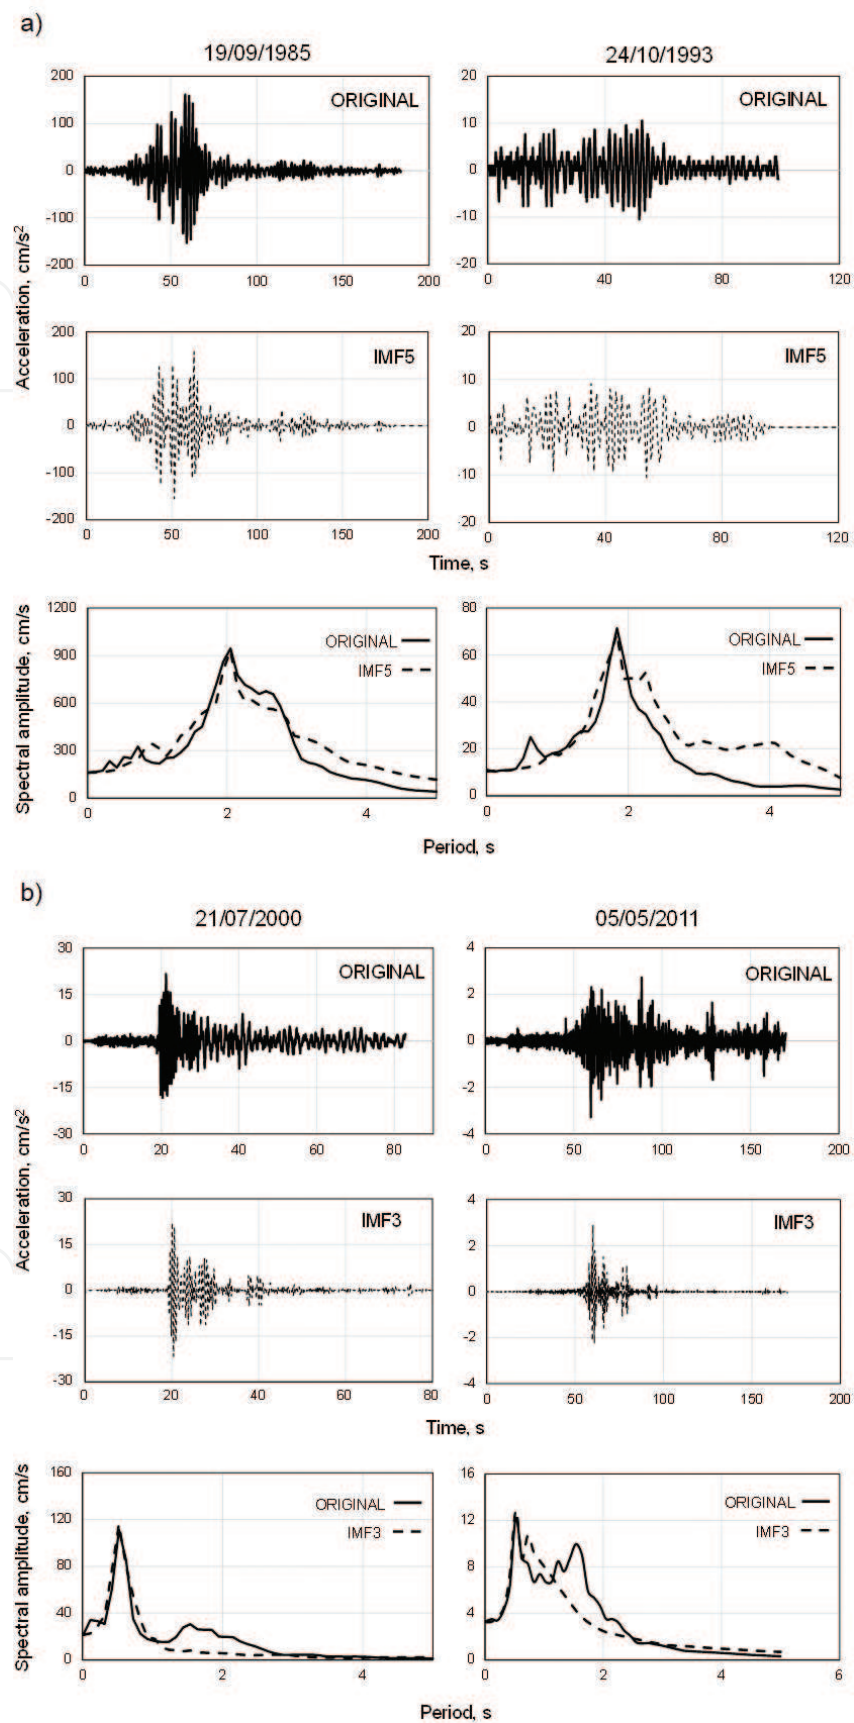 a)
19/09/1985
24/10/1993
Acceleration, cm/s²
200
100
0
-100
-200
ORIGINAL
0 50 100 150 200
20
10
0
-10
-20
ORIGINAL
0 40 80 120
200
100
0
-100
-200
IMF5
0 50 100 150 200
20
10
0
-10
-20
IMF5
0 40 80 120
Time, s
Spectral amplitude, cm/s
1200
900
600
300
0
ORIGINAL
IMF5
0 2 4
80
60
40
20
0
ORIGINAL
IMF5
0 2 4
Period, s
b)
21/07/2000
05/05/2011
Acceleration, cm/s²
30
15
0
-15
-30
ORIGINAL
0 20 40 60 80
4
2
0
-2
-4
ORIGINAL
0 50 100 150 200
30
15
0
-15
-30
IMF3
0 20 40 60 80
4
2
0
-2
-4
IMF3
0 50 100 150 200
Time, s
Spectral amplitude, cm/s
160
120
80
40
0
ORIGINAL
IMF3
0 2 4
16
12
8
4
0
ORIGINAL
IMF3
0 2 4 6
Period, s